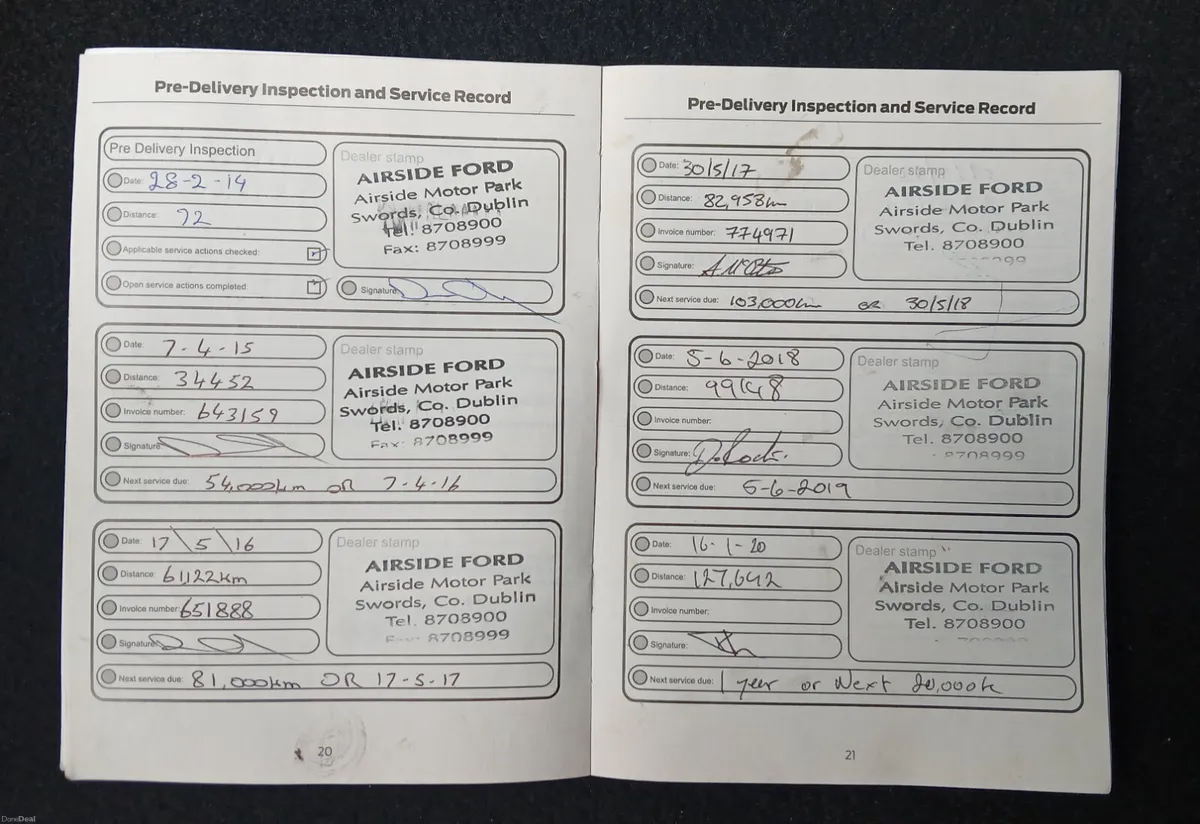 Pre-Delivery Inspection and Service Record
Pre Delivery Inspection
Date: 28-2-14
Distance: 72
Applicable service actions checked:
Open service actions completed:
Dealer stamp
AIRSIDE FORD
Airside Motor Park
Swords, Co. Dublin
Tel. 8708900
Fax: 8708999
Signature:
Date: 7-4-15
Distance: 34452
Invoice number: 643159
Signature:
Next service due: 54,000km OR 7-4-16
Dealer stamp
AIRSIDE FORD
Airside Motor Park
Swords, Co. Dublin
Tel. 8708900
Fax: 8708999
Date: 17\5\16
Distance: 61,122km
Invoice number: 651888
Signature:
Next service due: 81,000km OR 17-5-17
Dealer stamp
AIRSIDE FORD
Airside Motor Park
Swords, Co. Dublin
Tel. 8708900
8708999
20
Pre-Delivery Inspection and Service Record
Date: 30/5/17
Distance: 82,958km
Invoice number: 774971
Signature:
Next service due: 103,000km OR 30/5/18
Dealer stamp
AIRSIDE FORD
Airside Motor Park
Swords, Co. Dublin
Tel. 8708900
Date: 5-6-2018
Distance: 99148
Invoice number:
Signature:
Next service due: 5-6-2019
Dealer stamp
AIRSIDE FORD
Airside Motor Park
Swords, Co. Dublin
Tel. 8708900
8708999
Date: 16-1-20
Distance: 127,642
Invoice number:
Signature:
Next service due: 1 year or Next 20,000k
Dealer stamp
AIRSIDE FORD
Airside Motor Park
Swords, Co. Dublin
Tel. 8708900
21
DoneDeal